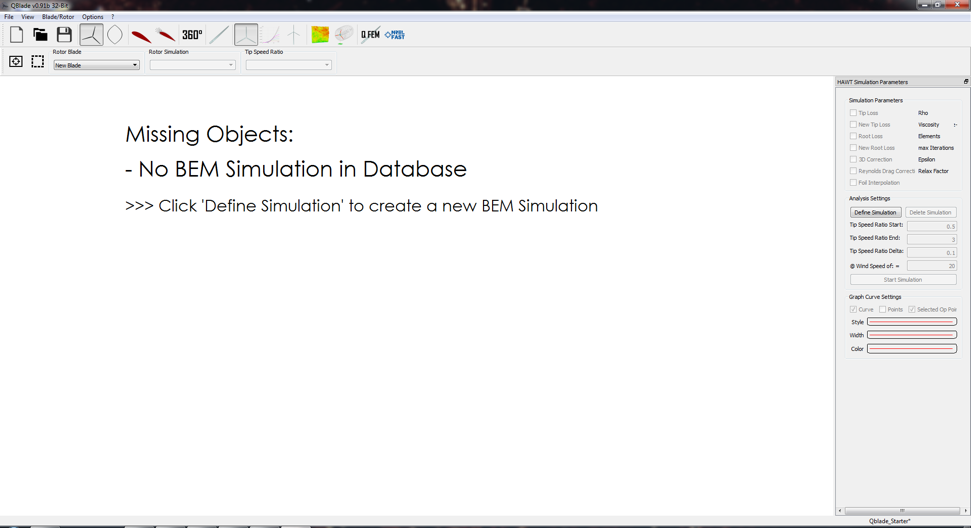 QBlade v0.91b 32-Bit
File View Blade/Rotor Options ?
360° Q FEM NREL FAST
Rotor Blade Rotor Simulation Tip Speed Ratio
New Blade
Missing Objects:
- No BEM Simulation in Database
>>> Click 'Define Simulation' to create a new BEM Simulation
HAWT Simulation Parameters
Simulation Parameters
Tip Loss Rho
New Tip Loss Viscosity
Root Loss Elements
New Root Loss max Iterations
3D Correction Epsilon
Reynolds Drag Correcti Relax Factor
Foil Interpolation
Analysis Settings
Define Simulation Delete Simulation
Tip Speed Ratio Start: 0.5
Tip Speed Ratio End: 3
Tip Speed Ratio Delta: 0.1
@ Wind Speed of: = 20
Start Simulation
Graph Curve Settings
Curve Points Selected Op Poir
Style
Width
Color
Qblade_Starter*